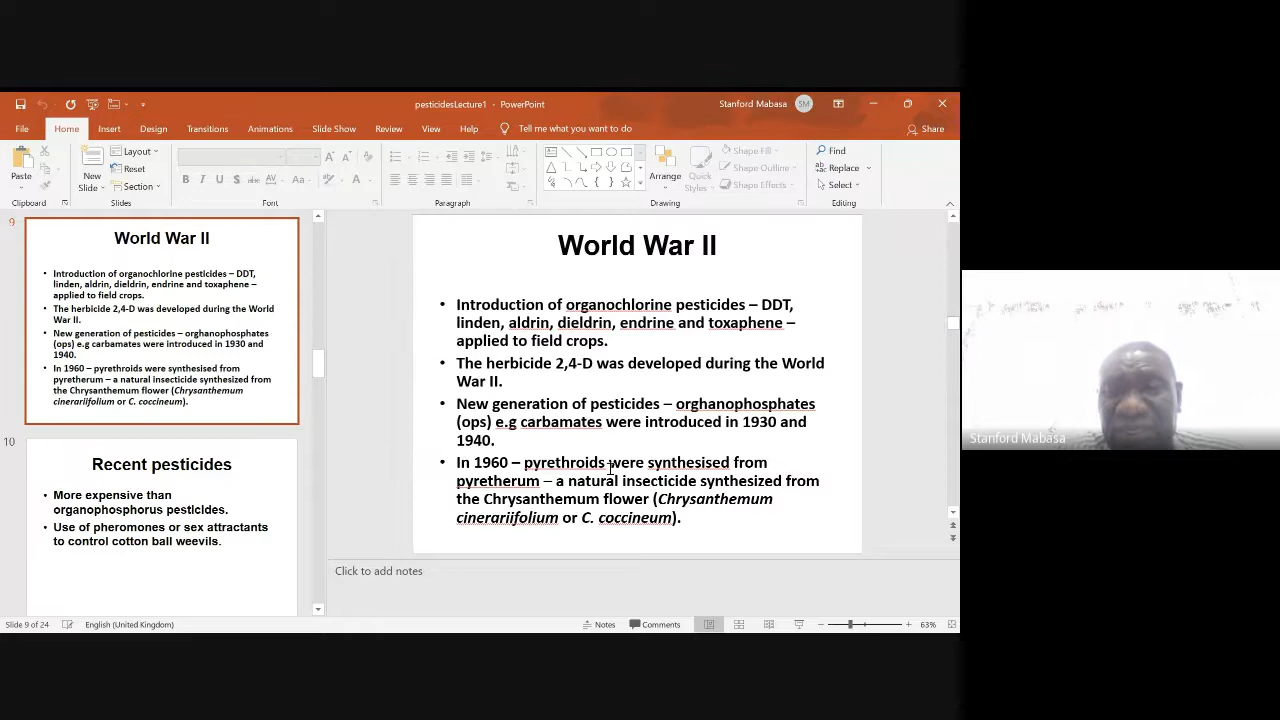 pesticidesLecture1 - PowerPoint
Stanford Mabasa
SM
File Home Insert Design Transitions Animations Slide Show Review View Help Tell me what you want to do
Share
Paste
Clipboard
New
Slide
Layout
Reset
Section
Slides
B I U S abc AV Aa A
Font
Paragraph
Arrange
Quick
Styles
Shape Fill
Shape Outline
Shape Effects
Drawing
Find
Replace
Select
Editing
9
World War II
• Introduction of organochlorine pesticides – DDT,
linden, aldrin, dieldrin, endrine and toxaphene –
applied to field crops.
• The herbicide 2,4-D was developed during the World
War II.
• New generation of pesticides – orghanophosphates
(ops) e.g carbamates were introduced in 1930 and
1940.
• In 1960 – pyrethroids were synthesised from
pyretherum – a natural insecticide synthesized from
the Chrysanthemum flower (Chrysanthemum
cinerariifolium or C. coccineum).
10
Recent pesticides
• More expensive than
organophosphorus pesticides.
• Use of pheromones or sex attractants
to control cotton ball weevils.
World War II
• Introduction of organochlorine pesticides – DDT,
linden, aldrin, dieldrin, endrine and toxaphene –
applied to field crops.
• The herbicide 2,4-D was developed during the World
War II.
• New generation of pesticides – orghanophosphates
(ops) e.g carbamates were introduced in 1930 and
1940.
• In 1960 – pyrethroids were synthesised from
pyretherum – a natural insecticide synthesized from
the Chrysanthemum flower (Chrysanthemum
cinerariifolium or C. coccineum).
Click to add notes
Slide 9 of 24
English (United Kingdom)
Notes
Comments
63%
Stanford Mabasa